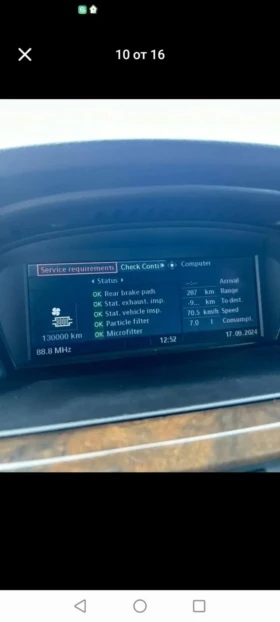 10 от 16
Service requirements Check Contr Computer
Status
OK Rear brake pads
OK Stat. exhaust. insp.
OK Stat. vehicle insp.
OK Particle filter
OK Microfilter
--:-- Arrival
207 km Range
-9... km To dest.
70.5 km/h Speed
7.0 l Consumpt.
130000 km
12:52
17.09.2024
88.8 MHz